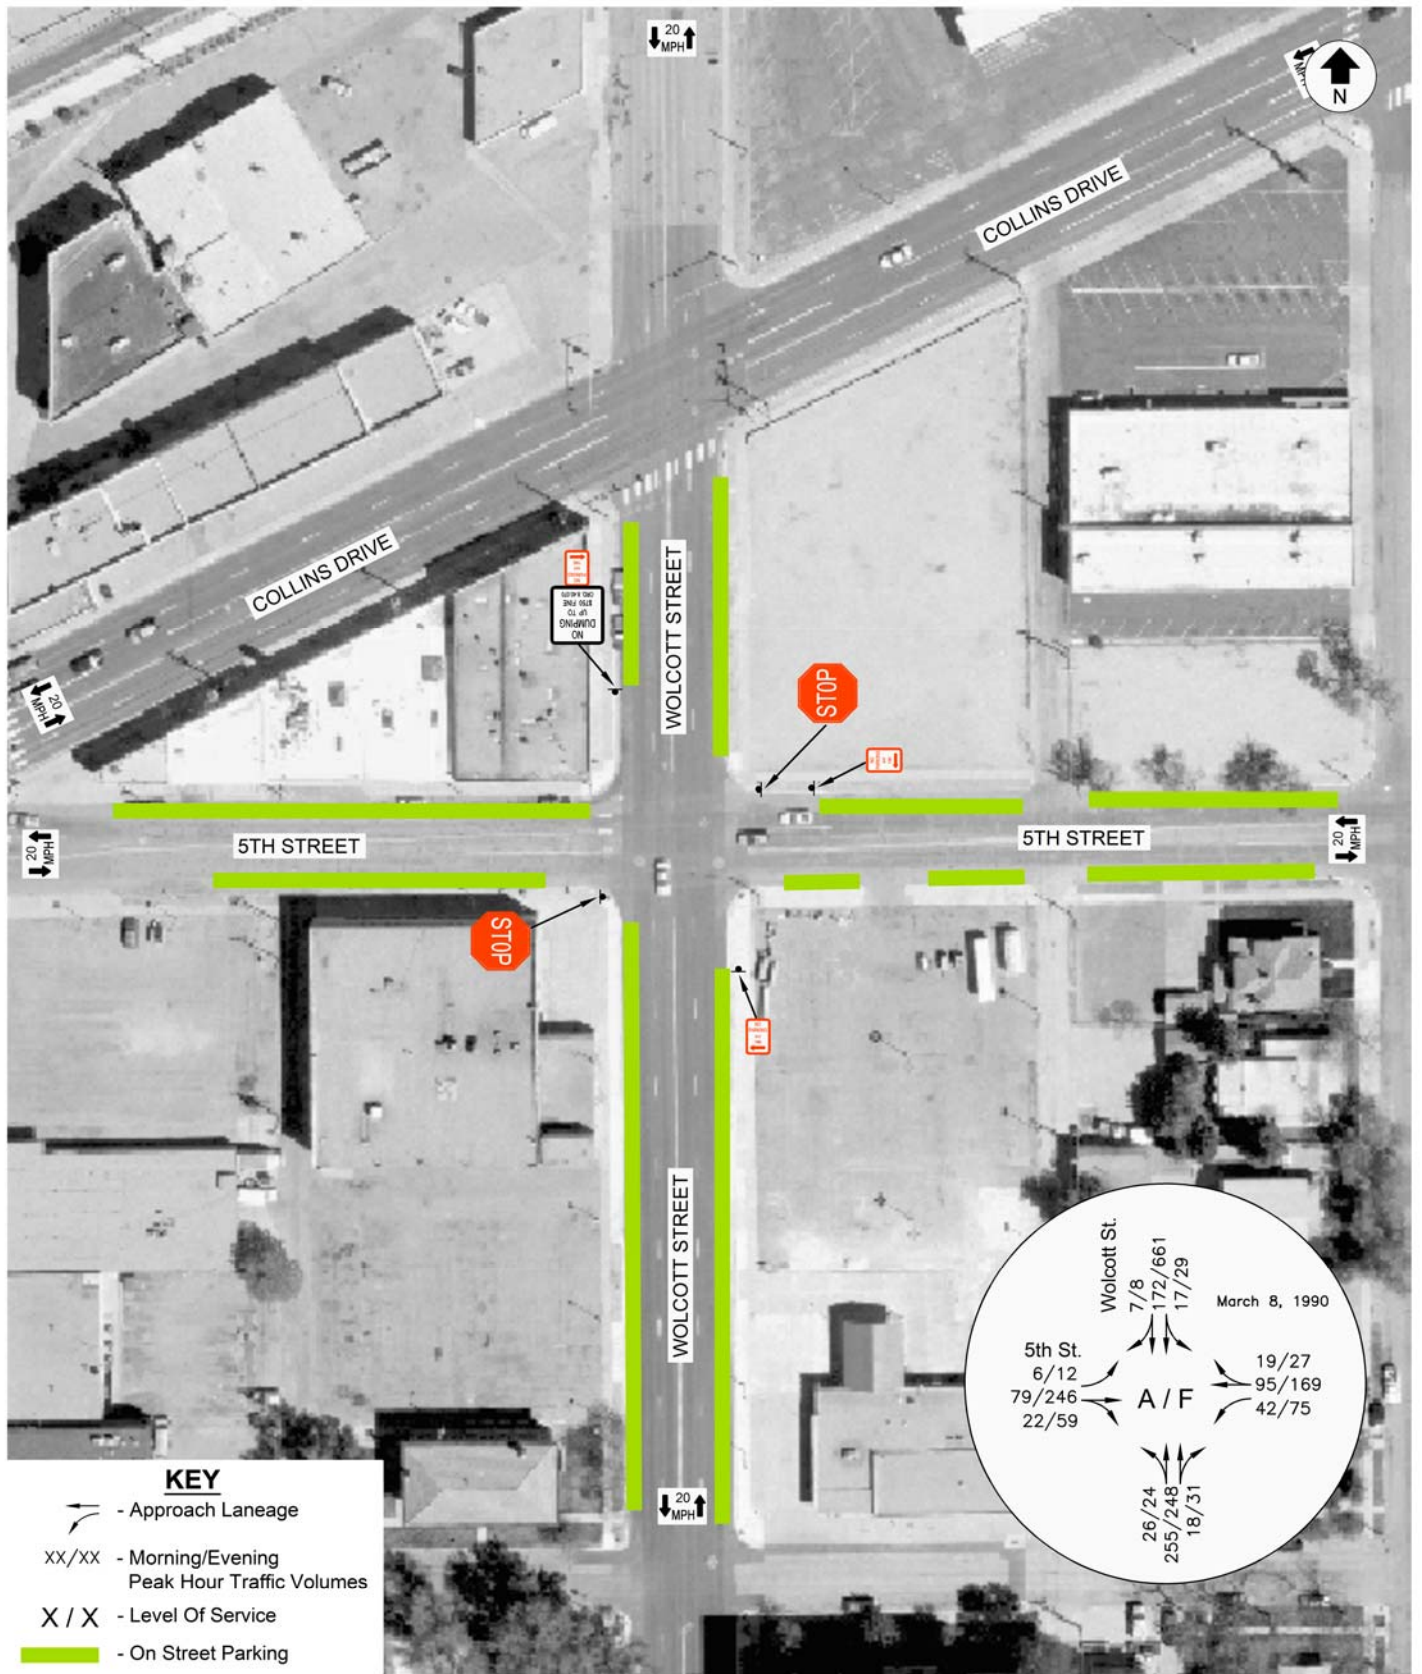 20
MPH
N
COLLINS DRIVE
COLLINS DRIVE
WOLCOTT STREET
NO
DUMPING
UP TO
$750 FINE
STOP
20
MPH
5TH STREET
5TH STREET
20
MPH
20
MPH
STOP
WOLCOTT STREET
20
MPH
Wolcott St.
7/8
172/661
17/29
March 8, 1990
5th St.
6/12
79/246
22/59
A / F
19/27
95/169
42/75
26/24
255/248
18/31
KEY
- Approach Laneage
XX/XX - Morning/Evening
Peak Hour Traffic Volumes
X / X - Level Of Service
- On Street Parking